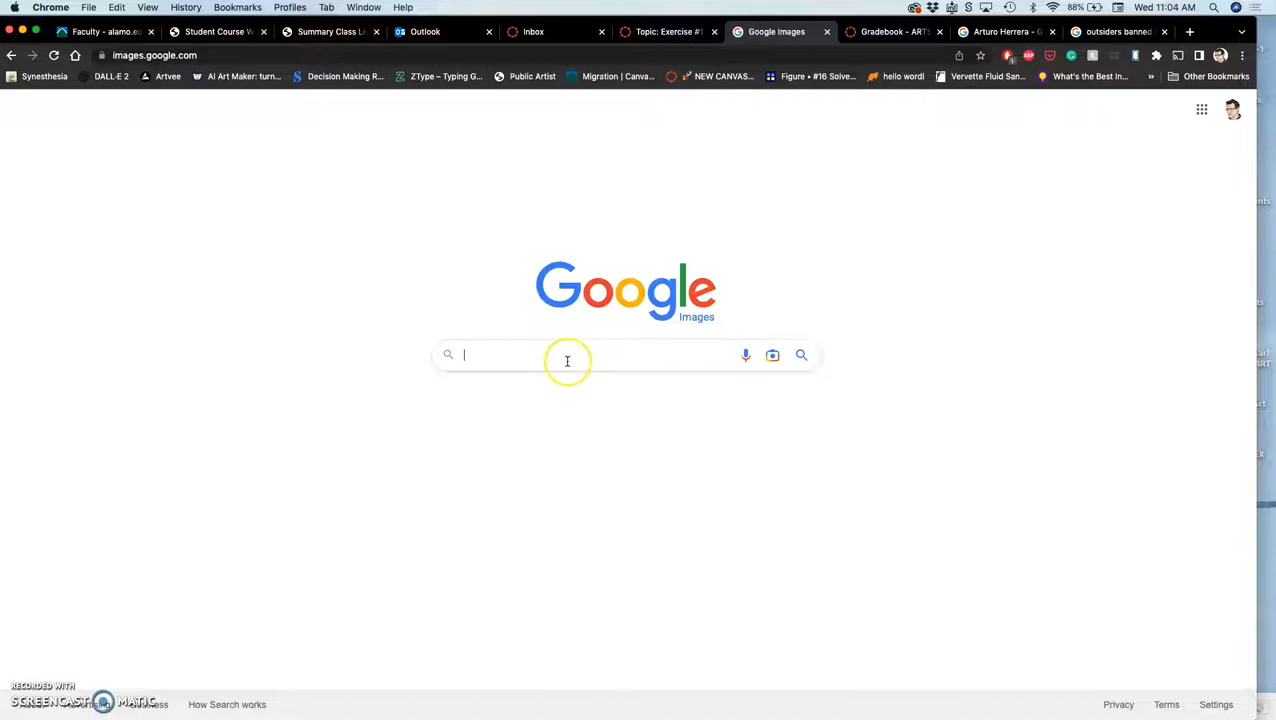 Chrome File Edit View History Bookmarks Profiles Tab Window Help 88% Wed 11:04 AM
Faculty - alamo.ed Student Course W Summary Class Li Outlook Inbox Topic: Exercise #1 Google Images Gradebook - ARTS Arturo Herrera - G outsiders banned
images.google.com
Synesthesia DALL·E 2 Artvee AI Art Maker: turn... Decision Making R... ZType – Typing G... Public Artist Migration | Canva... NEW CANVAS... Figure • #16 Solve... hello wordl Vervette Fluid San... What's the Best In... » Other Bookmarks
Google
Images
RECORDED WITH
SCREENCAST MATIC
Business How Search works Privacy Terms Settings